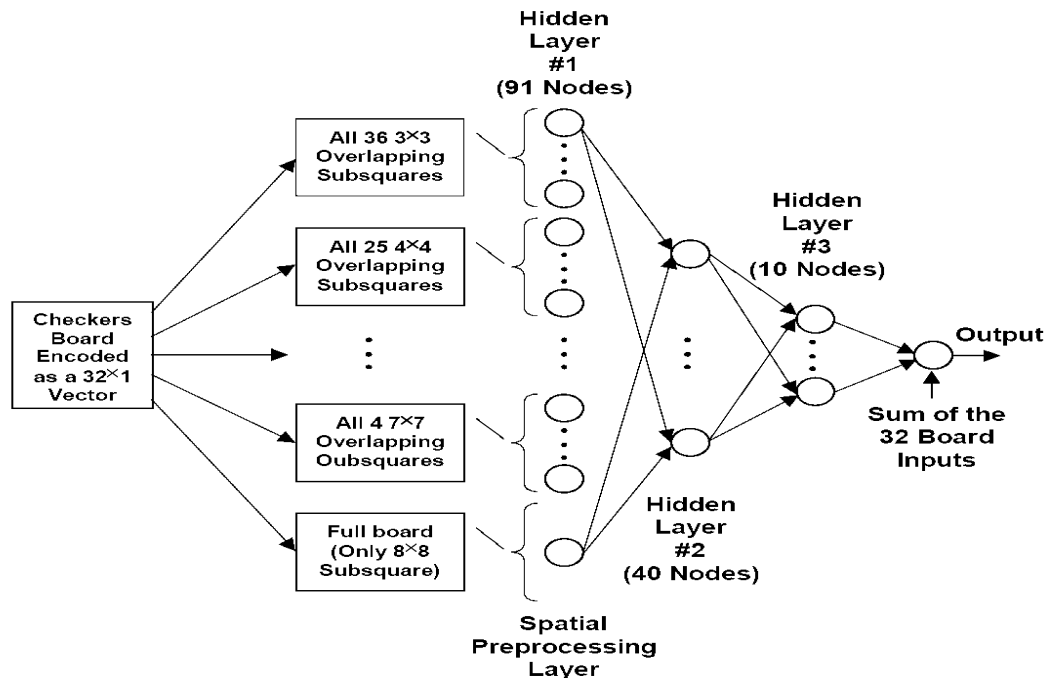 Hidden
Layer
#1
(91 Nodes)
All 36 3×3
Overlapping
Subsquares
All 25 4×4
Overlapping
Subsquares
Hidden
Layer
#3
(10 Nodes)
Checkers
Board
Encoded
as a 32×1
Vector
Output
Sum of the
32 Board
Inputs
All 4 7×7
Overlapping
Oubsquares
Full board
(Only 8×8
Subsquare)
Hidden
Layer
#2
(40 Nodes)
Spatial
Preprocessing
Layer